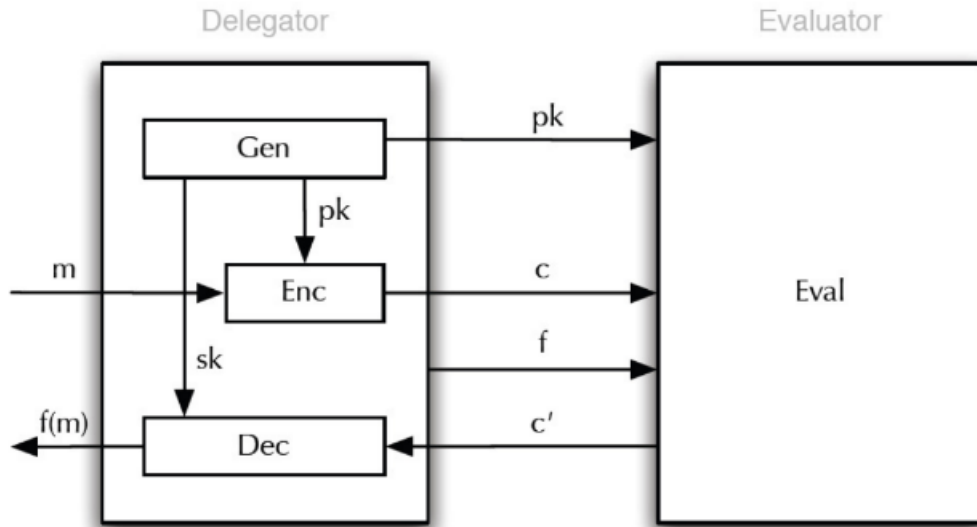 Delegator
Evaluator
Gen
pk
pk
m
Enc
c
Eval
f
sk
f(m)
Dec
c'